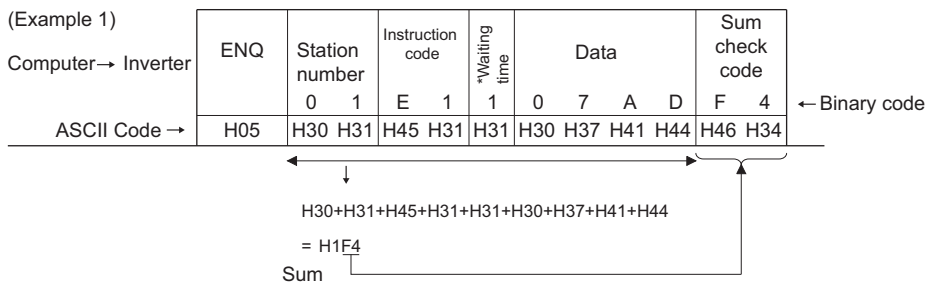 (Example 1)
Computer→ Inverter
ENQ
Station
number
Instruction
code
*Waiting
time
Data
Sum
check
code
0 1 E 1 1 0 7 A D F 4 ←Binary code
ASCII Code → H05 H30 H31 H45 H31 H31 H30 H37 H41 H44 H46 H34
H30+H31+H45+H31+H31+H30+H37+H41+H44
= H1F4
Sum